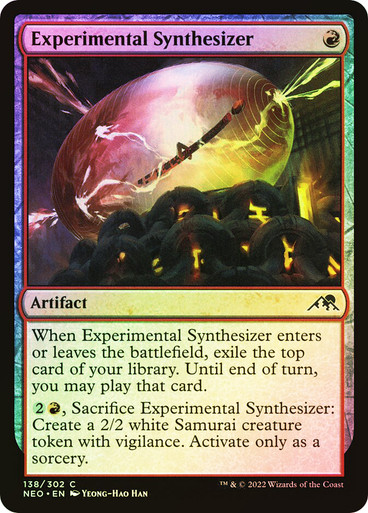 Experimental Synthesizer
Artifact
When Experimental Synthesizer enters
or leaves the battlefield, exile the top
card of your library. Until end of turn,
you may play that card.
2, Sacrifice Experimental Synthesizer:
Create a 2/2 white Samurai creature
token with vigilance. Activate only as a
sorcery.
138/302 C
NEO • EN Yeong-Hao Han
™ & © 2022 Wizards of the Coast